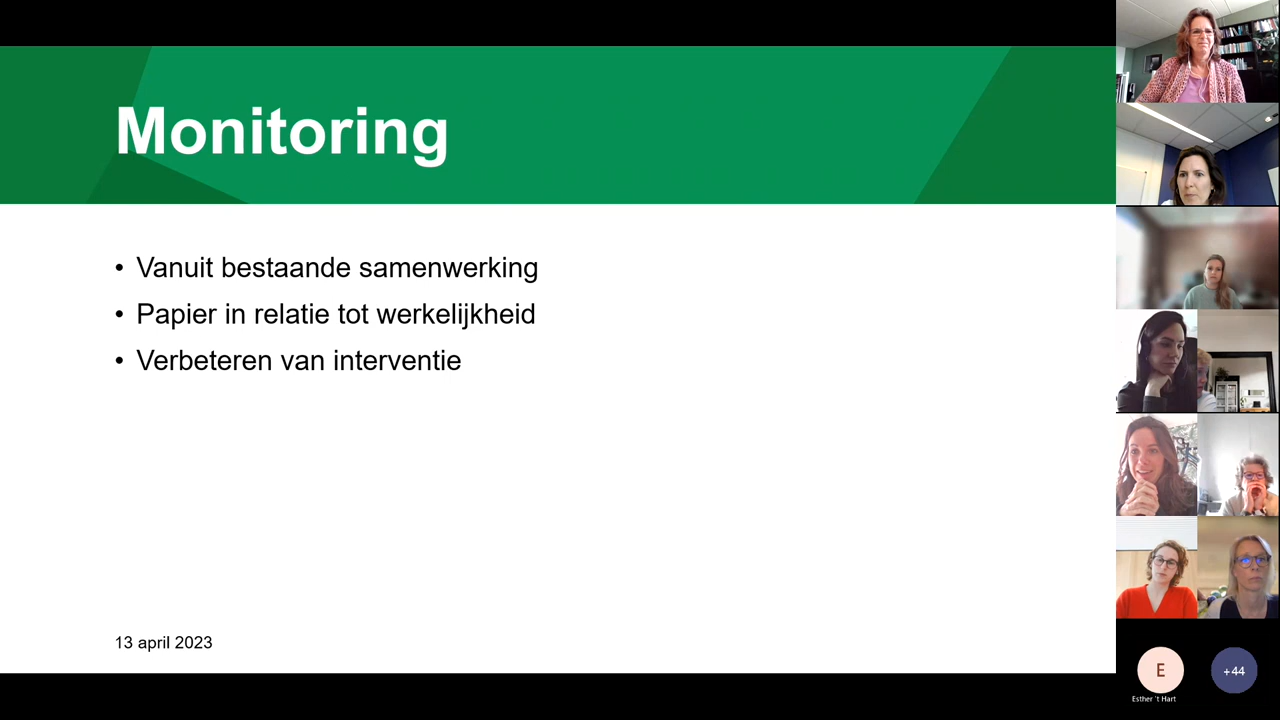 Monitoring
• Vanuit bestaande samenwerking
• Papier in relatie tot werkelijkheid
• Verbeteren van interventie
13 april 2023
E
+44
Esther 't Hart